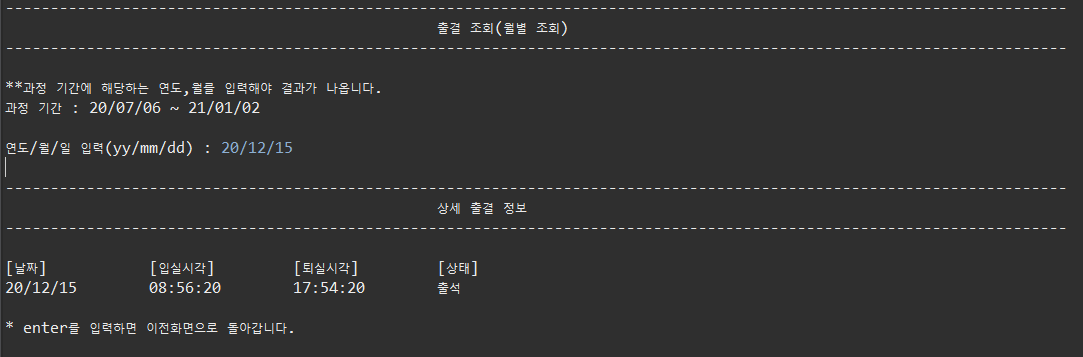 ----------------------------------------------------------------------------------------------------------------------
출결 조회(월별 조회)
----------------------------------------------------------------------------------------------------------------------
**과정 기간에 해당하는 연도,월를 입력해야 결과가 나옵니다.
과정 기간 : 20/07/06 ~ 21/01/02
연도/월/일 입력(yy/mm/dd) : 20/12/15
----------------------------------------------------------------------------------------------------------------------
상세 출결 정보
----------------------------------------------------------------------------------------------------------------------
[날짜] [입실시각] [퇴실시각] [상태]
20/12/15 08:56:20 17:54:20 출석
* enter를 입력하면 이전화면으로 돌아갑니다.